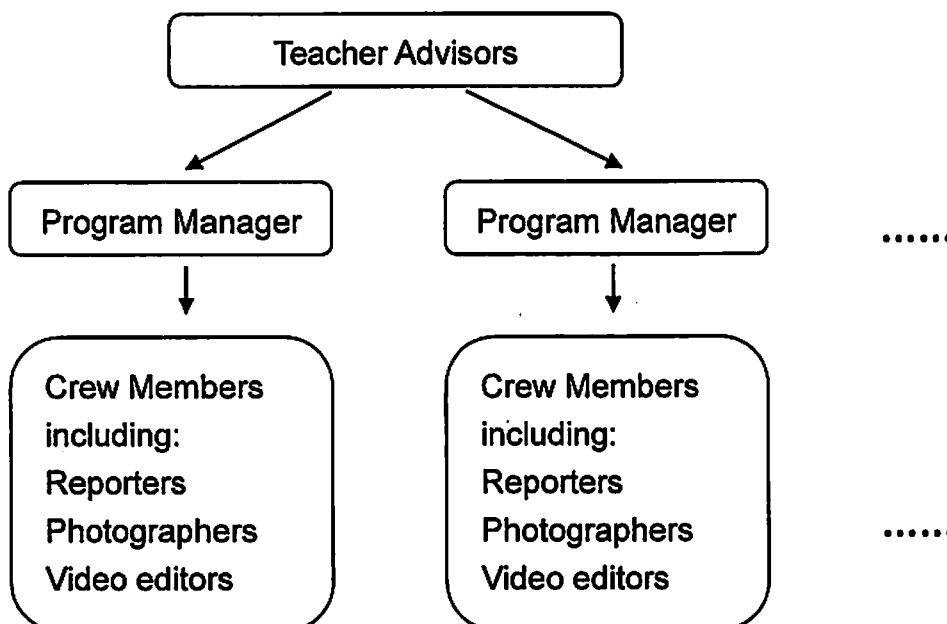 Teacher Advisors
Program Manager
Program Manager
......
Crew Members
including:
Reporters
Photographers
Video editors
Crew Members
including:
Reporters
Photographers
Video editors
......